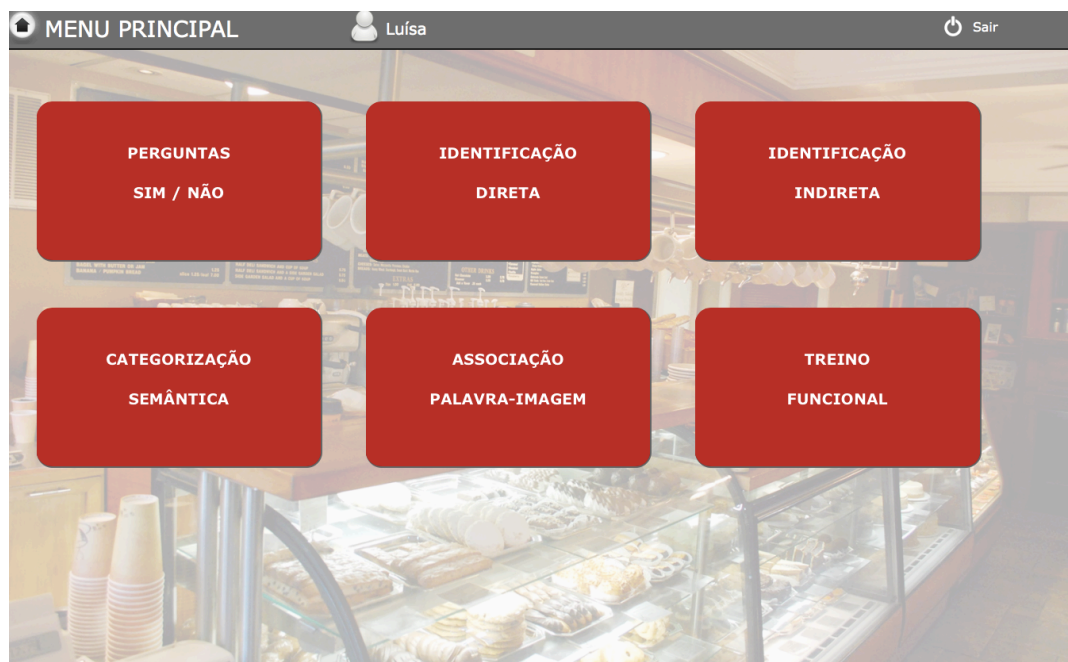 MENU PRINCIPAL
Luísa
Sair
PERGUNTAS
SIM / NÃO
IDENTIFICAÇÃO
DIRETA
IDENTIFICAÇÃO
INDIRETA
CATEGORIZAÇÃO
SEMÂNTICA
ASSOCIAÇÃO
PALAVRA-IMAGEM
TREINO
FUNCIONAL